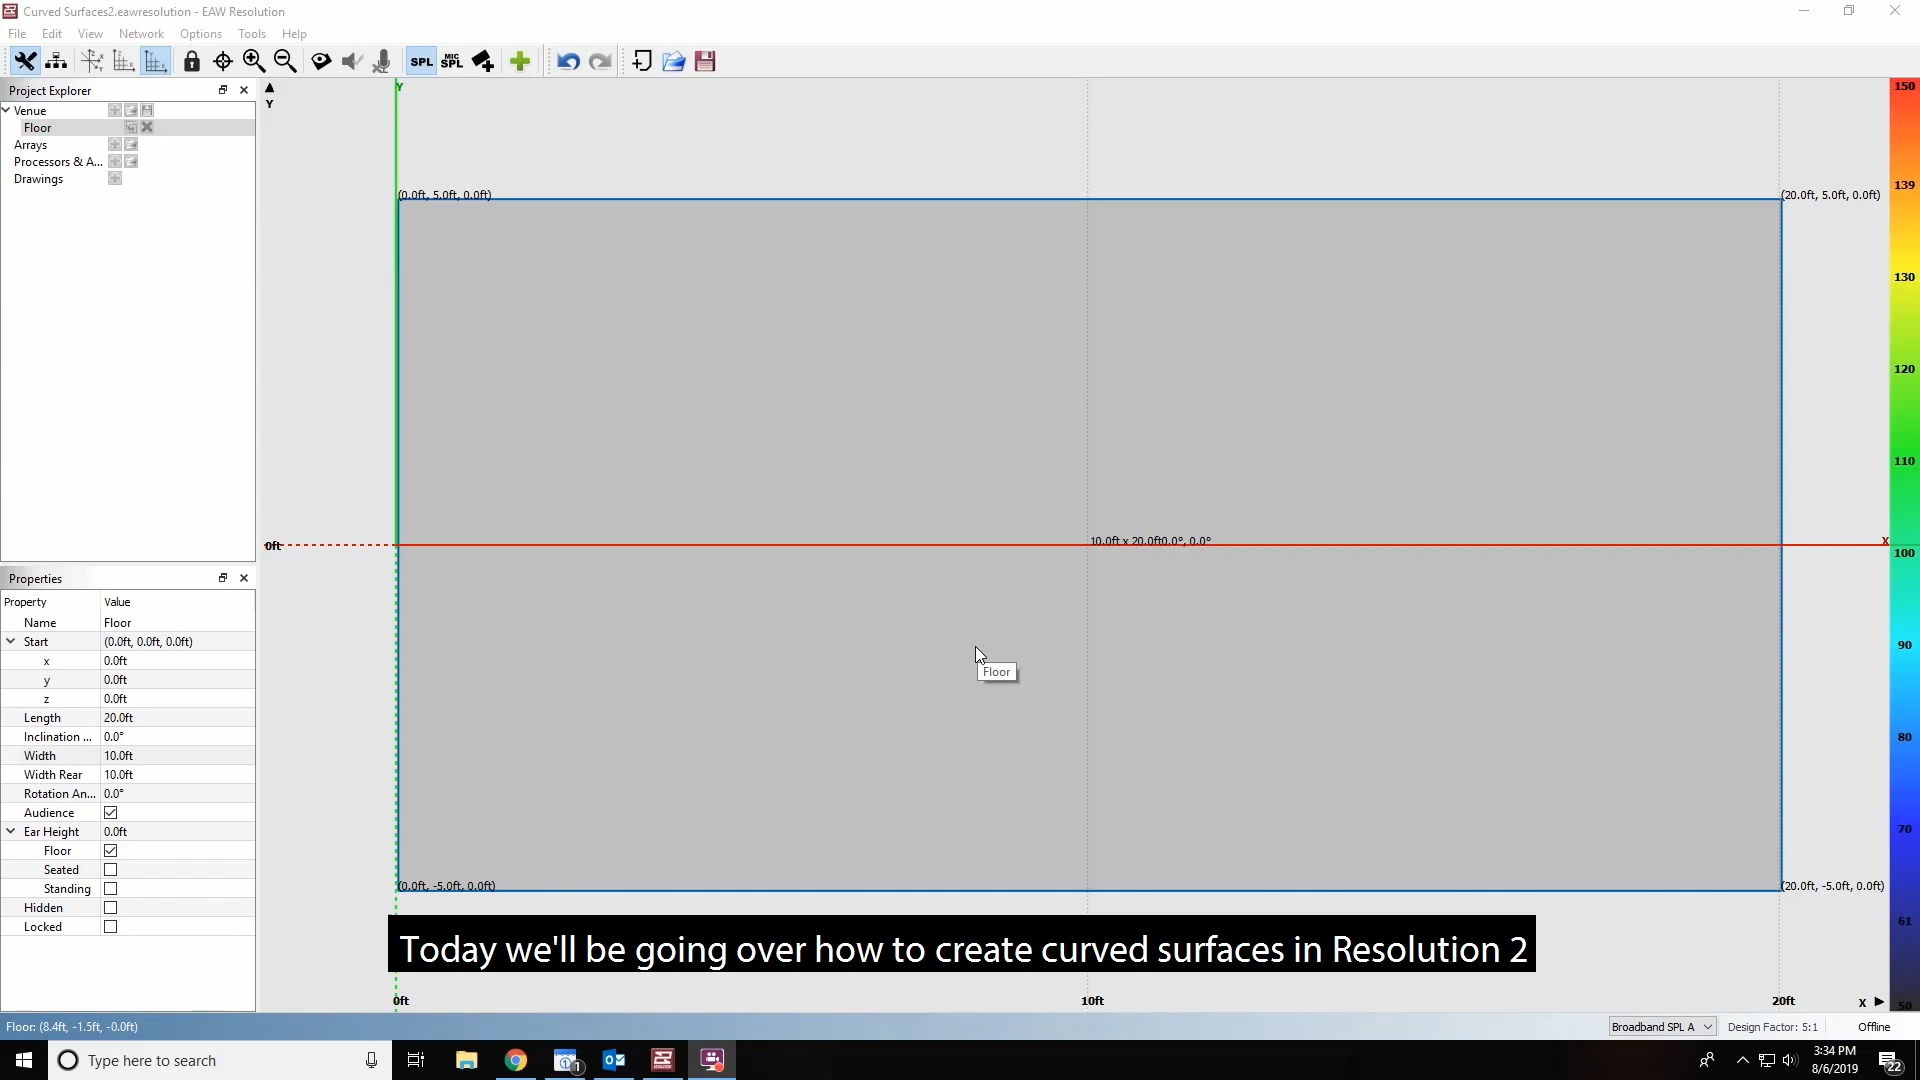 Curved Surfaces2.eawresolution - EAW Resolution
File Edit View Network Options Tools Help
SPL MIC SPL
Project Explorer
Venue
Floor
Arrays
Processors & A...
Drawings
Properties
Property Value
Name Floor
Start (0.0ft, 0.0ft, 0.0ft)
x 0.0ft
y 0.0ft
z 0.0ft
Length 20.0ft
Inclination ... 0.0°
Width 10.0ft
Width Rear 10.0ft
Rotation An... 0.0°
Audience
Ear Height 0.0ft
Floor
Seated
Standing
Hidden
Locked
Y
Y
(0.0ft, 5.0ft, 0.0ft)
(20.0ft, 5.0ft, 0.0ft)
0ft
10.0ft x 20.0ft0.0°, 0.0°
X
Floor
(0.0ft, -5.0ft, 0.0ft)
(20.0ft, -5.0ft, 0.0ft)
Today we'll be going over how to create curved surfaces in Resolution 2
0ft 10ft 20ft X
150
139
130
120
110
100
90
80
70
61
50
Floor: (8.4ft, -1.5ft, -0.0ft)
Broadband SPL A Design Factor: 5:1 Offline
Type here to search
1
3:34 PM
8/6/2019
22